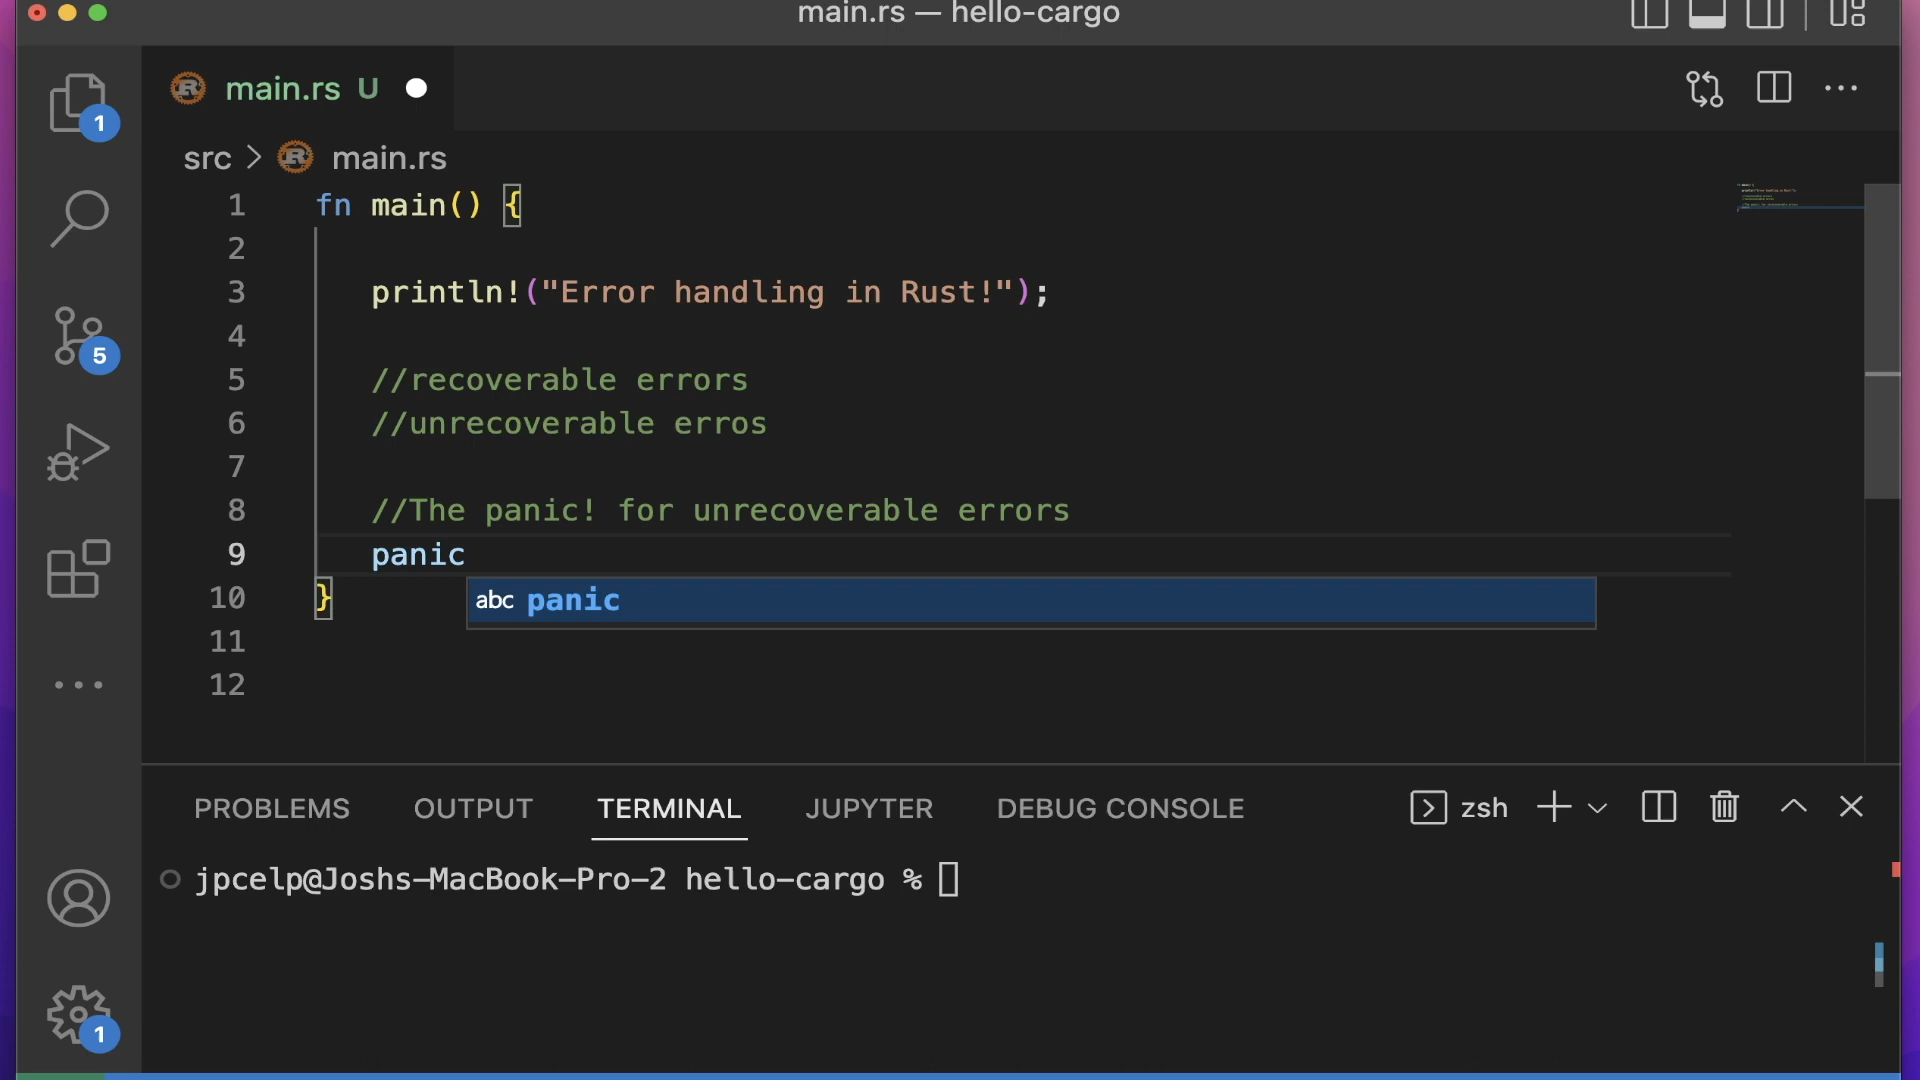 main.rs — hello-cargo
main.rs U
src > main.rs
1 fn main() {
2
3 println!("Error handling in Rust!");
4
5 //recoverable errors
6 //unrecoverable erros
7
8 //The panic! for unrecoverable errors
9 panic
10 }
abc panic
11
12
1
5
1
PROBLEMS OUTPUT TERMINAL JUPYTER DEBUG CONSOLE zsh
jpcelp@Joshs-MacBook-Pro-2 hello-cargo %